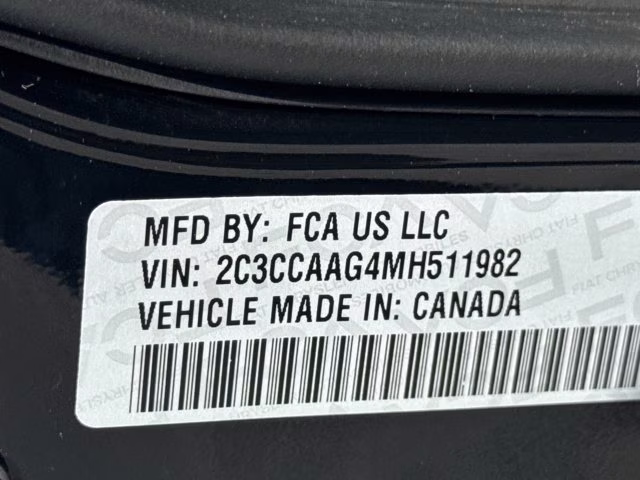 MFD BY: FCA US LLC
VIN: 2C3CCAAG4MH511982
VEHICLE MADE IN: CANADA